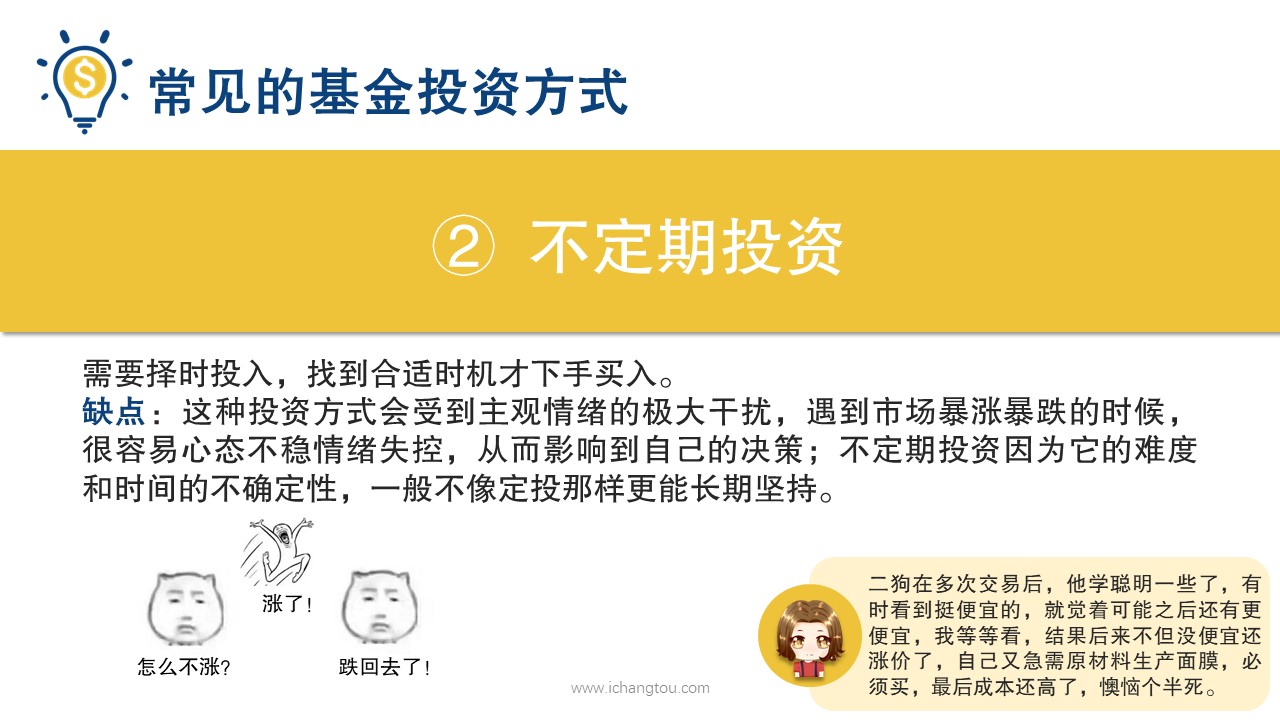 常见的基金投资方式
② 不定期投资
需要择时投入，找到合适时机才下手买入。
缺点：这种投资方式会受到主观情绪的极大干扰，遇到市场暴涨暴跌的时候，
很容易心态不稳情绪失控，从而影响到自己的决策；不定期投资因为它的难度
和时间的不确定性，一般不像定投那样更能长期坚持。
涨了！
怎么不涨？
跌回去了！
二狗在多次交易后，他学聪明一些了，有
时看到挺便宜的，就觉着可能之后还有更
便宜，我等等看，结果后来不但没便宜还
涨价了，自己又急需原材料生产面膜，必
须买，最后成本还高了，懊恼个半死。
www.ichangtou.com